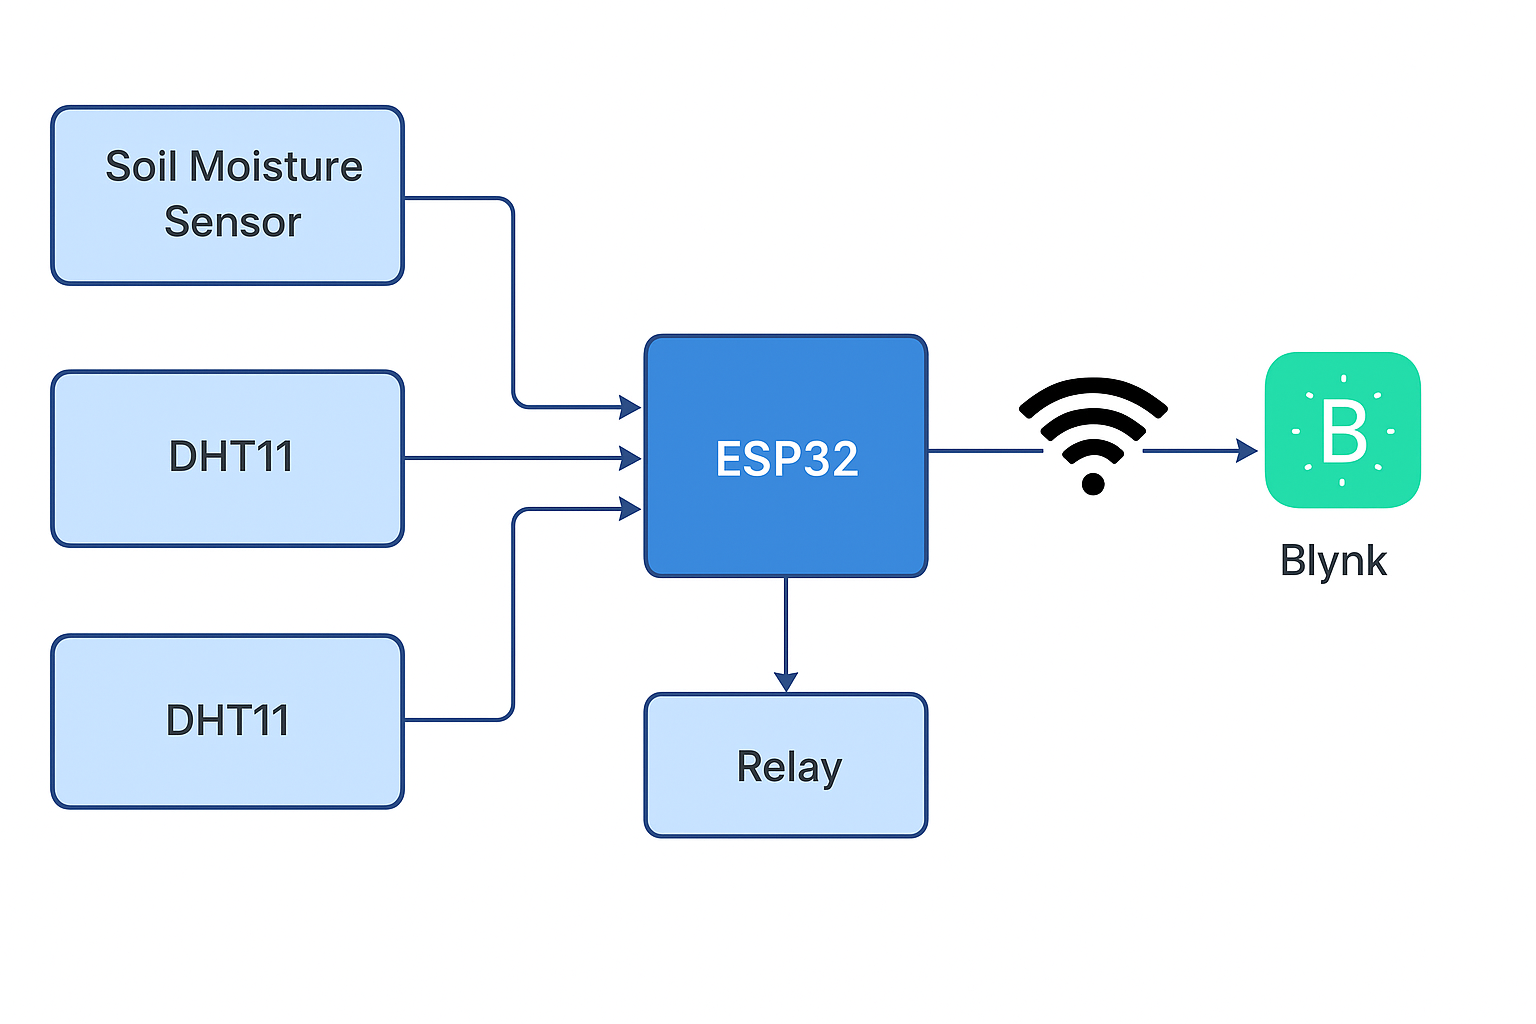 Soil Moisture
Sensor
DHT11
DHT11
ESP32
Relay
B
Blynk